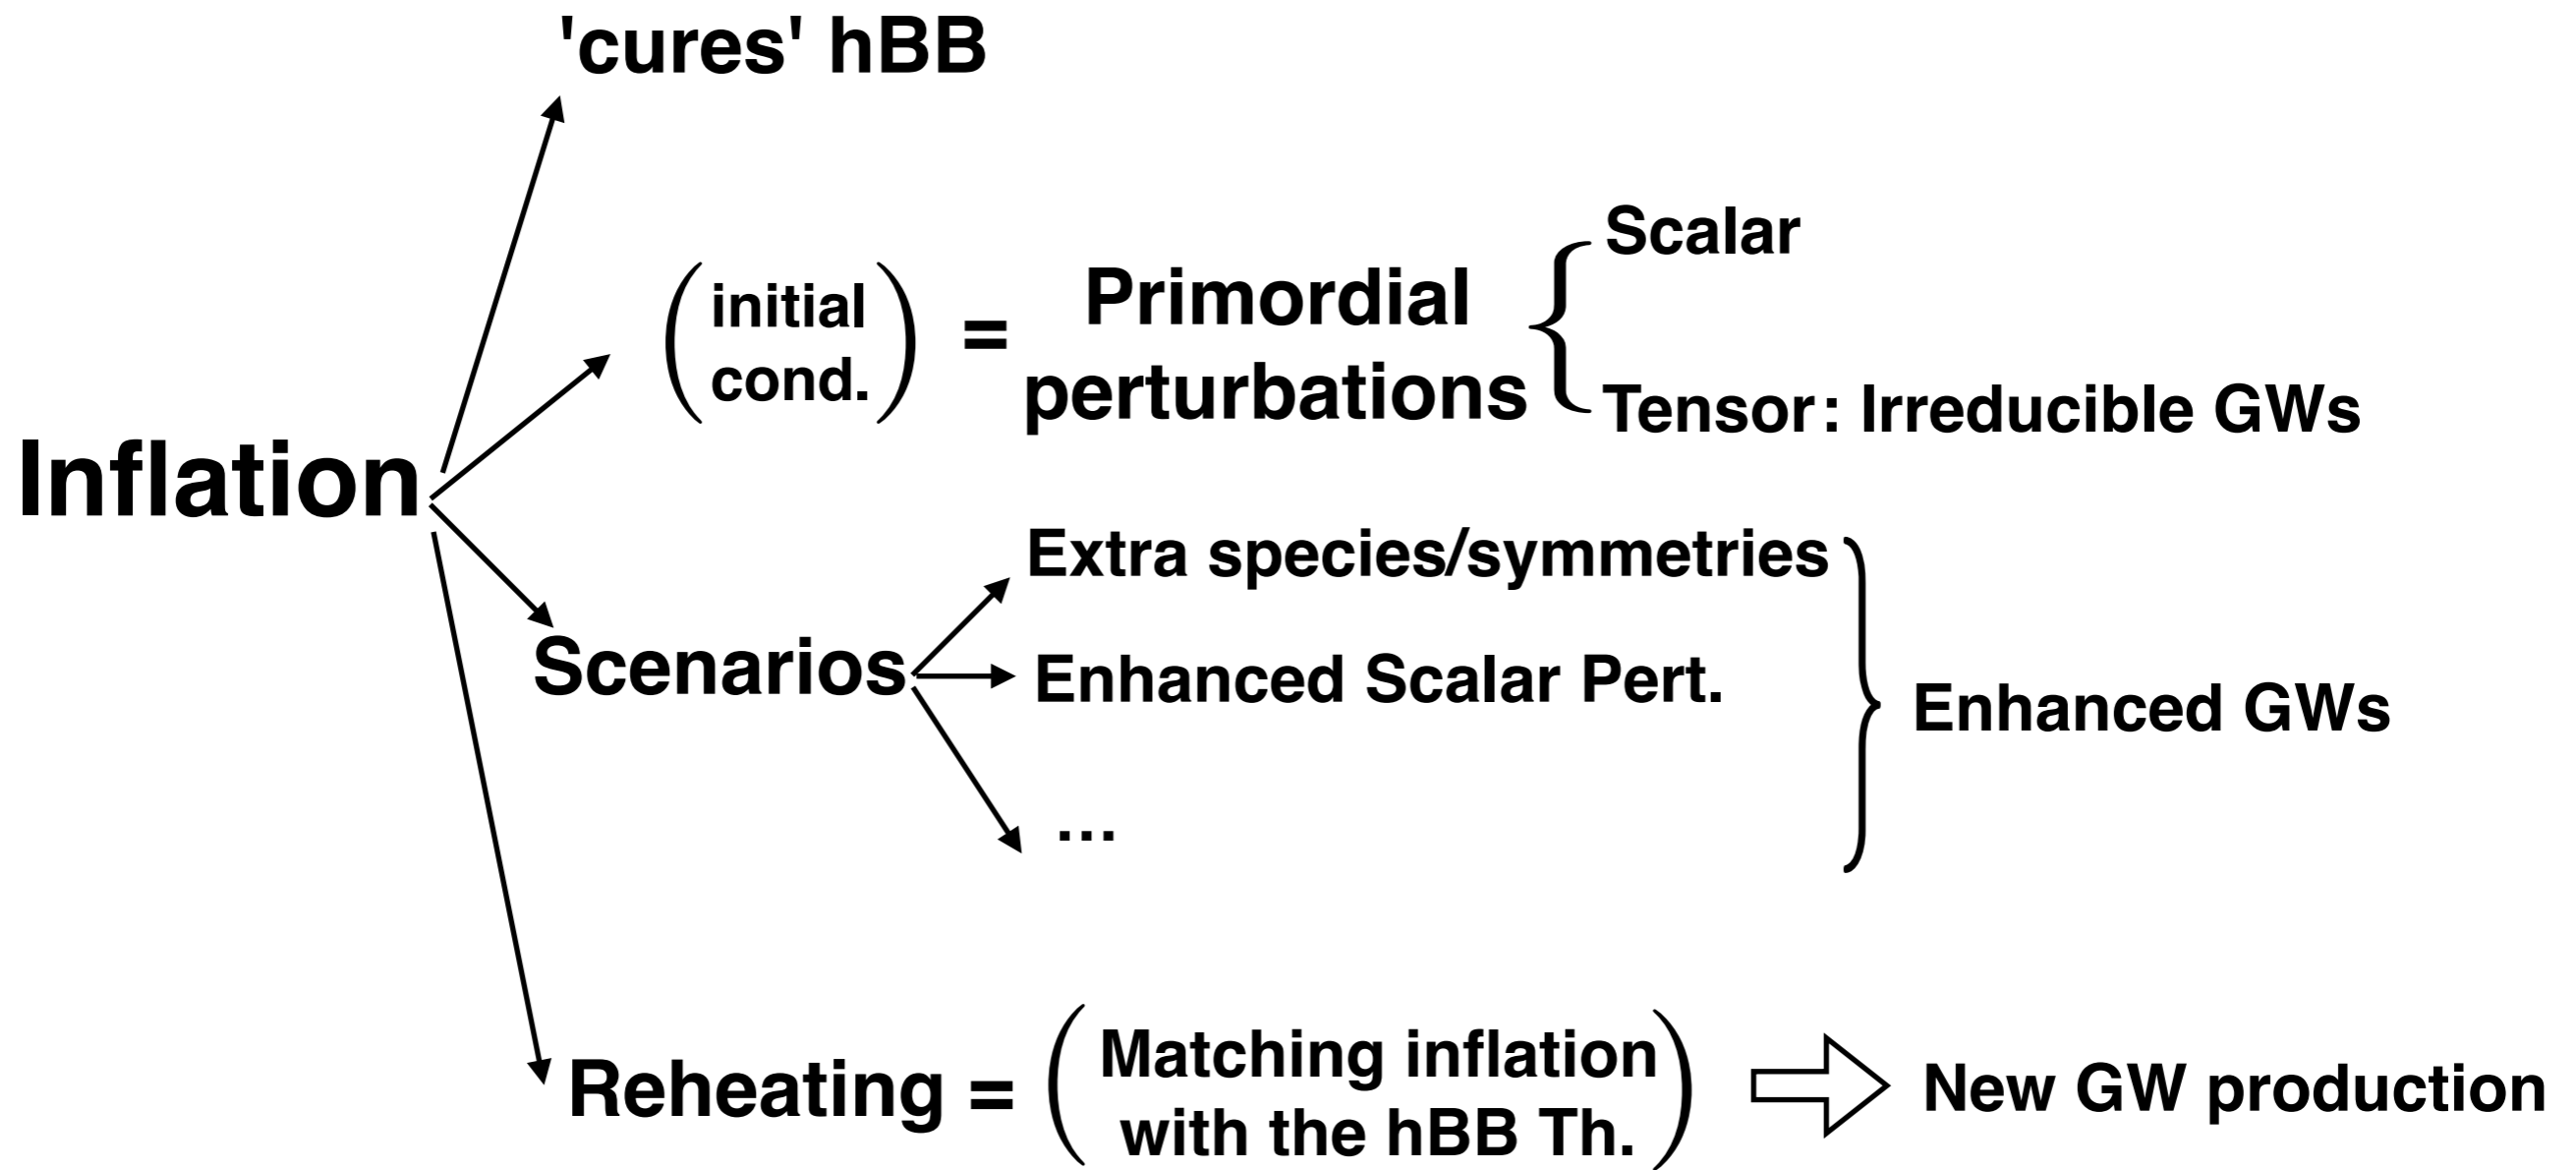 'cures' hBB
Inflation
(initial
cond.)
=
Primordial
perturbations
Scalar
Tensor: Irreducible GWs
Scenarios
Extra species/symmetries
Enhanced Scalar Pert.
...
Enhanced GWs
Reheating =
(Matching inflation
with the hBB Th.)
New GW production